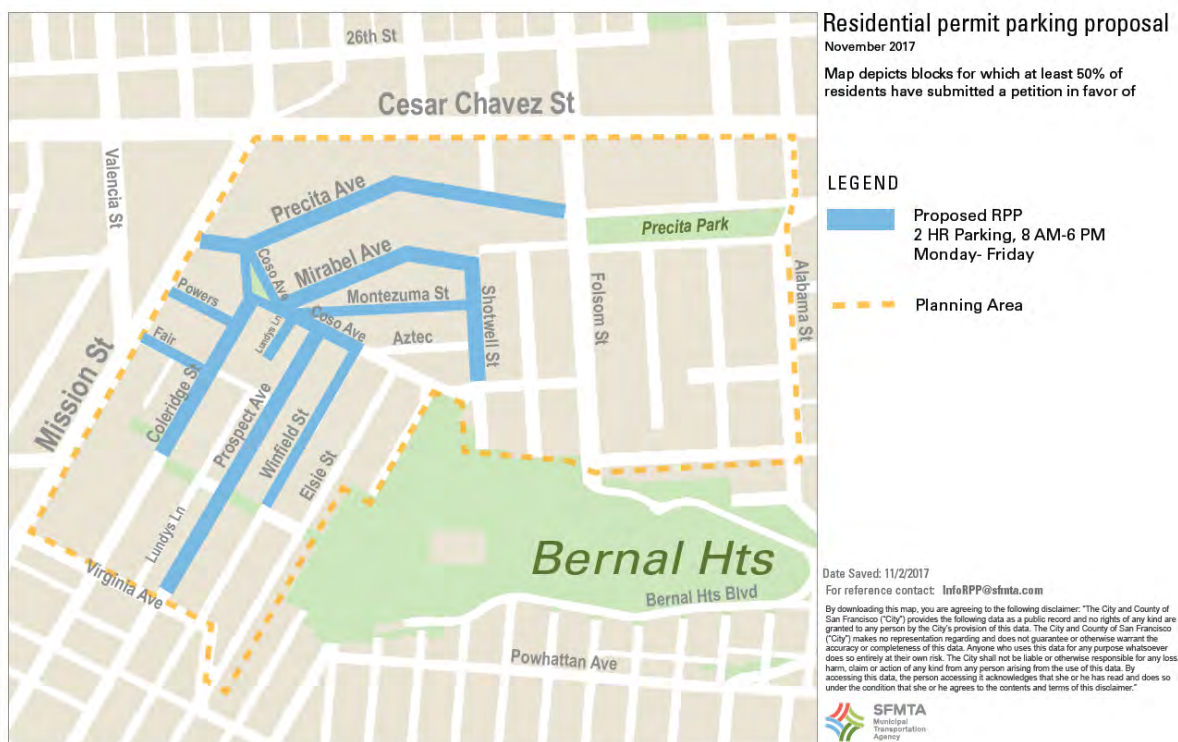 Residential permit parking proposal
November 2017
Map depicts blocks for which at least 50% of
residents have submitted a petition in favor of
LEGEND
Proposed RPP
2 HR Parking, 8 AM-6 PM
Monday- Friday
Planning Area
26th St
Cesar Chavez St
Valencia St
Precita Ave
Precita Park
Mirabel Ave
Coso Ave
Powers
Montezuma St
Shotwell St
Folsom St
Alabama St
Lundys Ln
Coso Ave
Aztec
Fair
Mission St
Coleridge St
Prospect Ave
Winfield St
Elsie St
Lundys Ln
Virginia Ave
Bernal Hts
Bernal Hts Blvd
Powhattan Ave
Date Saved: 11/2/2017
For reference contact: InfoRPP@sfmta.com
By downloading this map, you are agreeing to the following disclaimer: "The City and County of
San Francisco ("City") provides the following data as a public record and no rights of any kind are
granted to any person by the City's provision of this data. The City and County of San Francisco
("City") makes no representation regarding and does not guarantee or otherwise warrant the
accuracy or completeness of this data. Anyone who uses this data for any purpose whatsoever
does so entirely at their own risk. The City shall not be liable or otherwise responsible for any loss,
harm, claim or action of any kind from any person arising from the use of this data. By
accessing this data, the person accessing it acknowledges that she or he has read and does so
under the condition that she or he agrees to the contents and terms of this disclaimer."
SFMTA
Municipal
Transportation
Agency